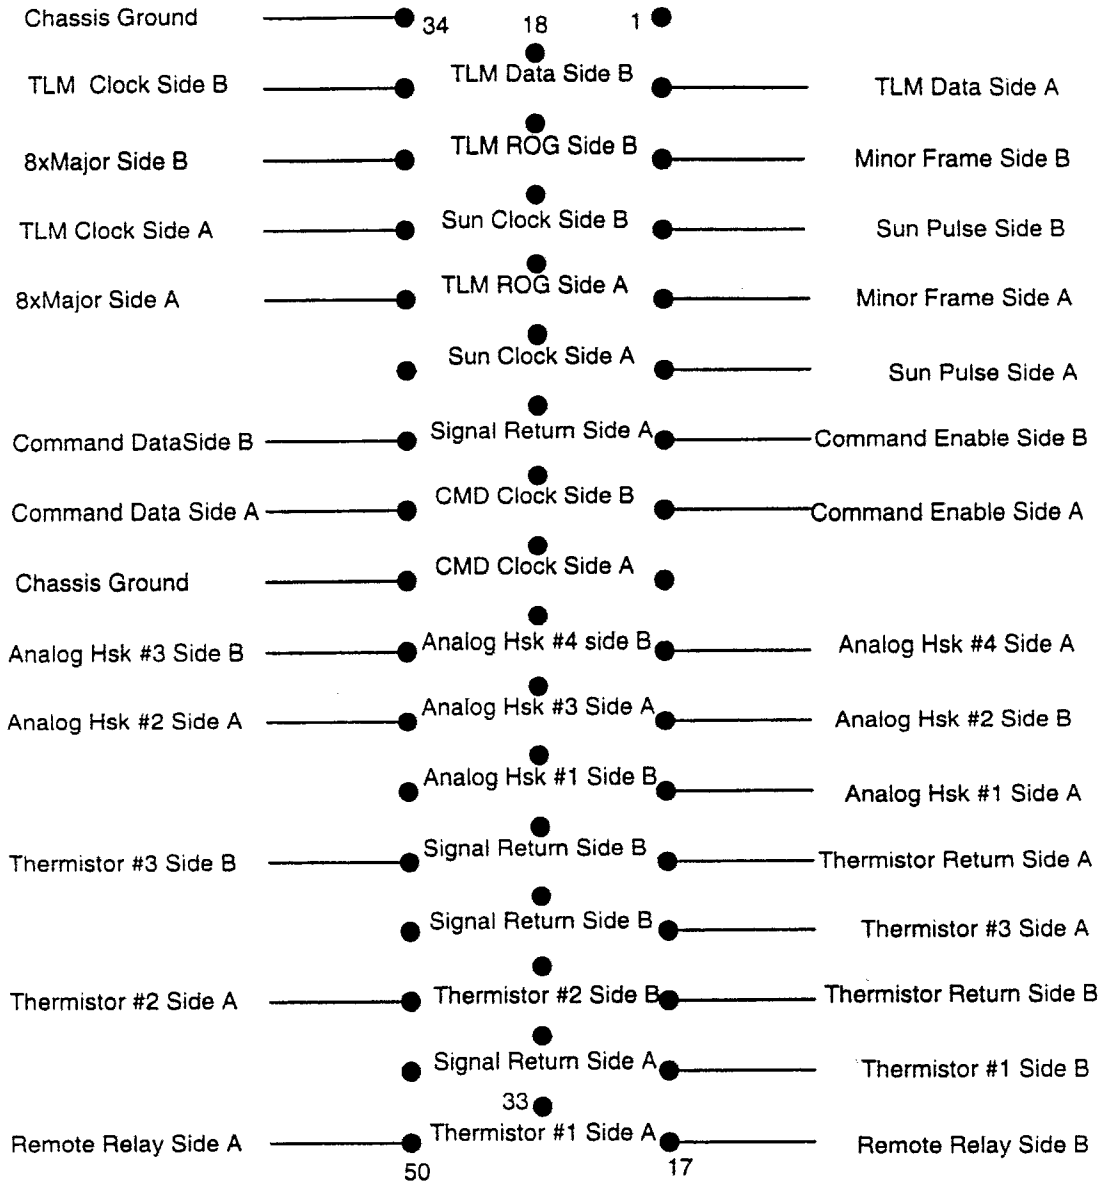 Chassis Ground
34 18 1
TLM Clock Side B TLM Data Side B TLM Data Side A
8xMajor Side B TLM ROG Side B Minor Frame Side B
TLM Clock Side A Sun Clock Side B Sun Pulse Side B
8xMajor Side A TLM ROG Side A Minor Frame Side A
Sun Clock Side A Sun Pulse Side A
Command DataSide B Signal Return Side A Command Enable Side B
Command Data Side A CMD Clock Side B Command Enable Side A
Chassis Ground CMD Clock Side A
Analog Hsk #3 Side B Analog Hsk #4 side B Analog Hsk #4 Side A
Analog Hsk #2 Side A Analog Hsk #3 Side A Analog Hsk #2 Side B
Analog Hsk #1 Side B Analog Hsk #1 Side A
Thermistor #3 Side B Signal Return Side B Thermistor Return Side A
Signal Return Side B Thermistor #3 Side A
Thermistor #2 Side A Thermistor #2 Side B Thermistor Return Side B
Signal Return Side A Thermistor #1 Side B
33
Remote Relay Side A Thermistor #1 Side A Remote Relay Side B
50 17